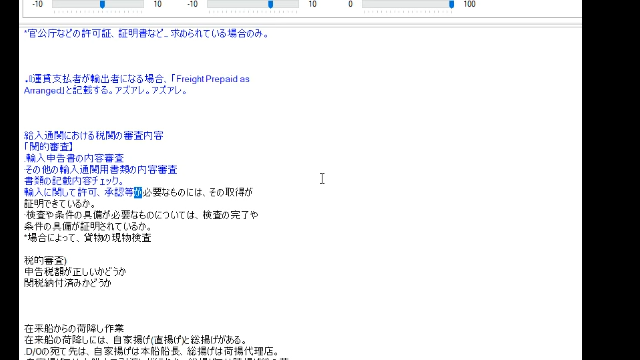 -10
10
-10
10
0
100
*官公庁などの許可証、証明書など_ 求められている場合のみ。
運賃支払者が輸出者になる場合、「Freight Prepaid as
Arranged」と記載する。アズアレ。アズアレ。
輸入通関における税関の審査内容
「関的審査】
輸入申告書の内容審査
その他の輸入通関用書類の内容審査
書類の記載内容チェック。
輸入に関して許可、承認等が必要なものには、その取得が
証明できているか。
検査や条件の具備が必要なものについては、検査の完了や
条件の具備が証明されているか。
*場合によって、貨物の現物検査
税的審査)
申告税額が正しいかどうか
関税納付済みかどうか
在来船からの荷降し作業
在来船の荷降しには、自家揚げ(直揚げ)と総揚げがある。
.D/Oの宛て先は、自家揚げは本船船長、総揚げは荷揚代理店。